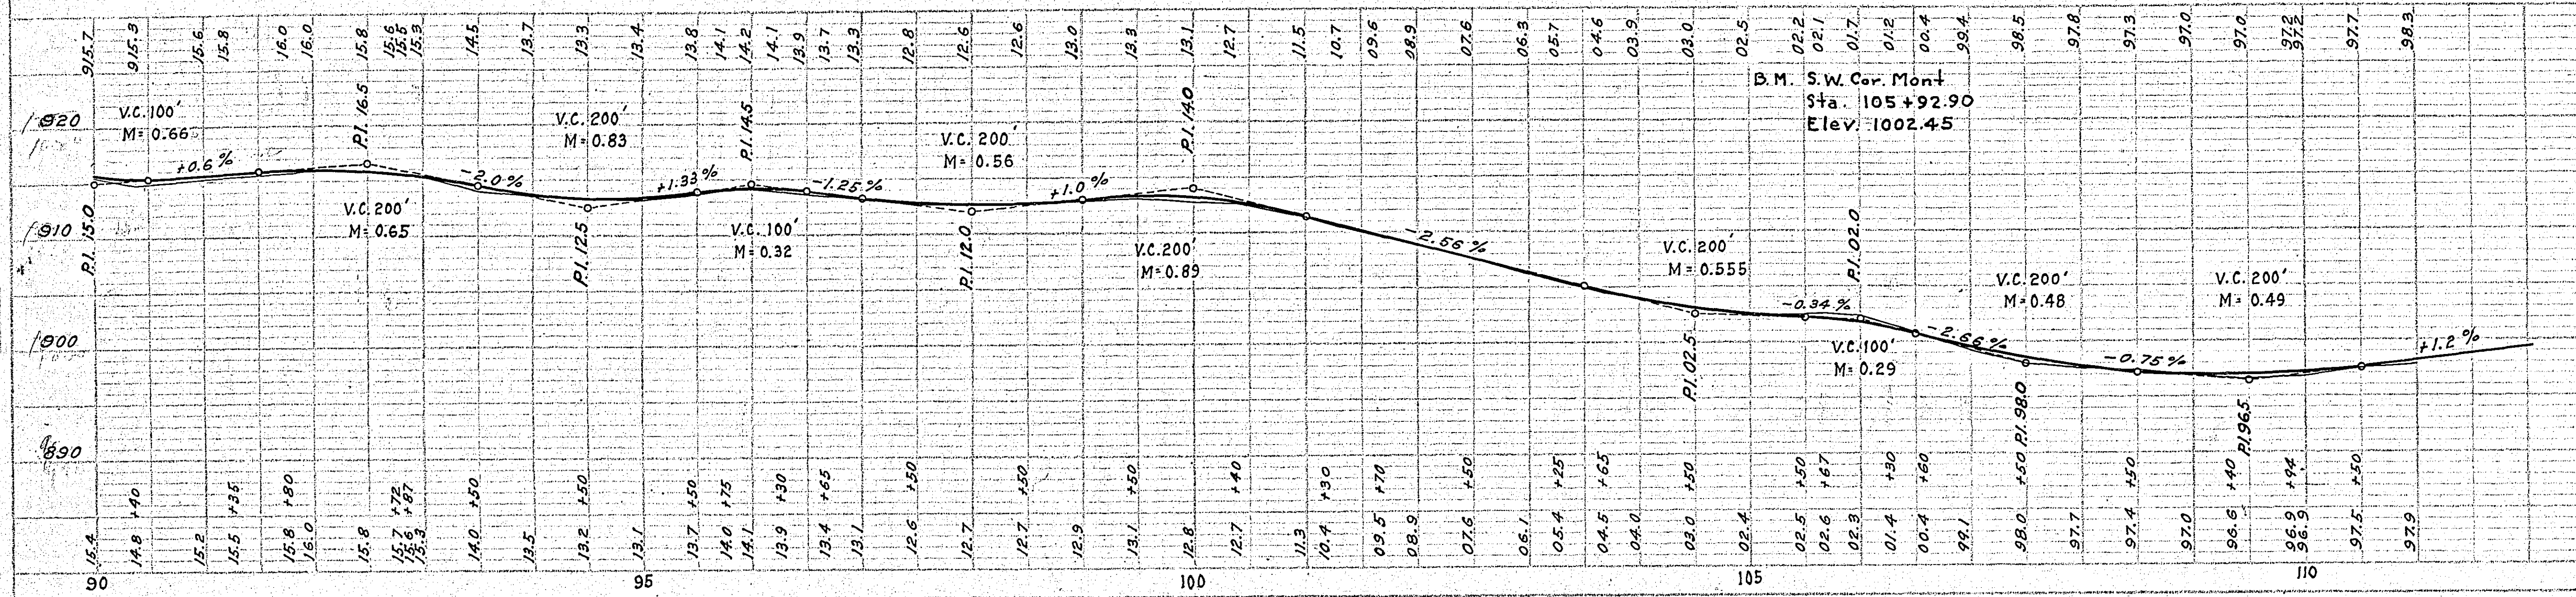 915.7 915.3 15.6 15.8 16.0 16.0 15.8 15.6 15.5 15.3 14.5 13.7 13.3 13.4 13.8 14.1 14.2 14.1 13.9 13.7 13.3 12.8 12.6 12.6 13.0 13.3 13.1 12.7 11.5 10.7 09.6 08.9 07.6 06.3 05.7 04.6 03.9 03.0 02.5 02.2 02.1 01.7 01.2 00.4 99.4 98.5 97.8 97.3 97.0 97.0 97.2 97.2 97.7 98.3
B.M. S.W. Cor. Mont
Sta. 105+92.90
Elev. 1002.45
920
910
900
890
P.I. 15.0
V.C. 100'
M=0.66
+0.6%
P.I. 16.5
V.C. 200'
M=0.65
-2.0%
V.C. 200'
M=0.83
P.I. 12.5
+1.33%
P.I. 14.5
V.C. 100'
M=0.32
-1.25%
V.C. 200'
M=0.56
P.I. 12.0
+1.0%
P.I. 14.0
V.C. 200'
M=0.89
-2.56%
V.C. 200'
M=0.555
P.I. 02.5
-0.34%
P.I. 02.0
V.C. 100'
M=0.29
-2.66%
V.C. 200'
M=0.48
P.I. 98.0
-0.75%
V.C. 200'
M=0.49
P.I. 96.5
+1.2%
+40 +35 +80 +72 +87 +50 +50 +50 +75 +30 +65 +50 +50 +50 +40 +30 +70 +50 +25 +65 +50 +50 +67 +30 +60 +50 +50 +40 +94 +50
15.4 14.8 15.2 15.5 15.8 16.0 15.8 15.7 15.6 15.3 14.0 13.5 13.2 13.1 13.7 14.0 14.1 13.9 13.4 13.1 12.6 12.7 12.7 12.9 13.1 12.8 12.7 11.3 10.4 09.5 08.9 07.6 06.1 05.4 04.5 04.0 03.0 02.4 02.5 02.6 02.3 01.4 00.4 99.1 98.0 97.7 97.4 97.0 96.6 96.9 96.9 97.5 97.9
90 95 100 105 110